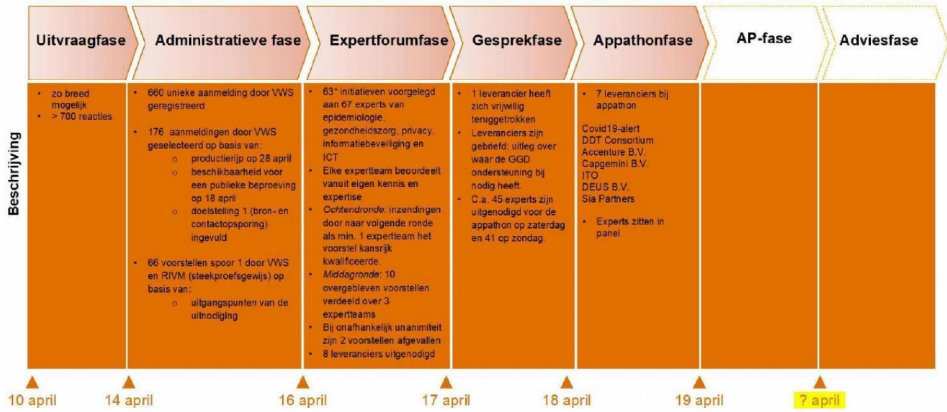 Uitvraagfase
Administratieve fase
Expertforumfase
Gesprekfase
Appathonfase
AP-fase
Adviesfase
Beschrijving
• zo breed
mogelijk
• > 700 reacties
• 660 unieke aanmelding door VWS
geregistreerd
• 176 aanmeldingen door VWS
geselecteerd op basis van:
o productierijp op 28 april
o beschikbaarheid voor
een publieke beproeving
op 18 april
o doelstelling 1 (bron- en
contactopsporing)
ingevuld
• 66 voorstellen spoor 1 door VWS
en RIVM (steekproefsgewijs) op
basis van:
o uitgangspunten van de
uitnodiging
• 63* initiatieven voorgelegd
aan 67 experts van
epidemiologie,
gezondheidszorg, privacy,
informatiebeveiliging en
ICT
• Elke expertteam beoordeelt
vanuit eigen kennis en
expertise
• Ochtendronde: inzendingen
door naar volgende ronde
als min. 1 expertteam het
voorstel kansrijk
kwalificeerde.
• Middagronde: 10
overgebleven voorstellen
verdeeld over 3
expertteams
• Bij onafhankelijk unanimiteit
zijn 2 voorstellen afgevallen
• 8 leveranciers uitgenodigd
• 1 leverancier heeft
zich vrijwillig
teruggetrokken
• Leveranciers zijn
gebriefd; uitleg over
waar de GGD
ondersteuning bij
nodig heeft.
• C.a. 45 experts zijn
uitgenodigd voor de
appathon op zaterdag
en 41 op zondag.
• 7 leveranciers bij
appathon
Covid19-alert
DDT Consortium
Accenture B.V.
Capgemini B.V.
ITO
DEUS B.V.
Sia Partners
• Experts zitten in
panel
10 april
14 april
16 april
17 april
18 april
19 april
? april